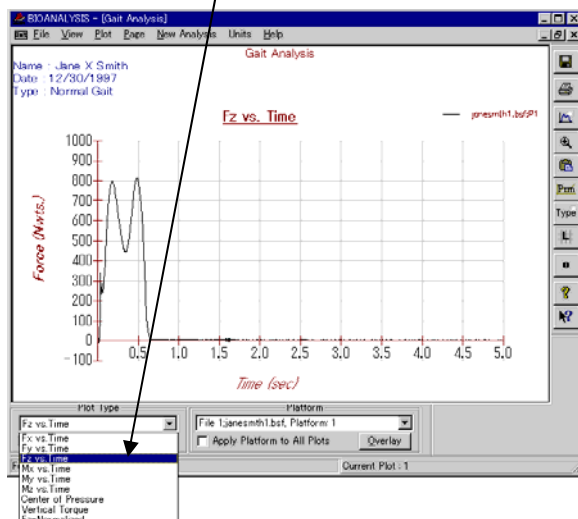 BIOANALYSIS - [Gait Analysis]
File View Plot Page New Analysis Units Help
Gait Analysis
Name : Jane X Smith
Date : 12/30/1997
Type : Normal Gait
Fz vs. Time
janesmth1.bsf:P1
1000
900
800
700
600
500
400
300
200
100
0
-100
Force (Nwts.)
0.5 1.0 1.5 2.0 2.5 3.0 3.5 4.0 4.5 5.0
Time (sec)
Prm
Type
L
Plot Type
Fz vs.Time
Fx vs.Time
Fy vs.Time
Fz vs.Time
Mx vs.Time
My vs.Time
Mz vs.Time
Center of Pressure
Vertical Torque
Platform
File 1:janesmth1.bsf, Platform: 1
Apply Platform to All Plots
Overlay
Current Plot : 1